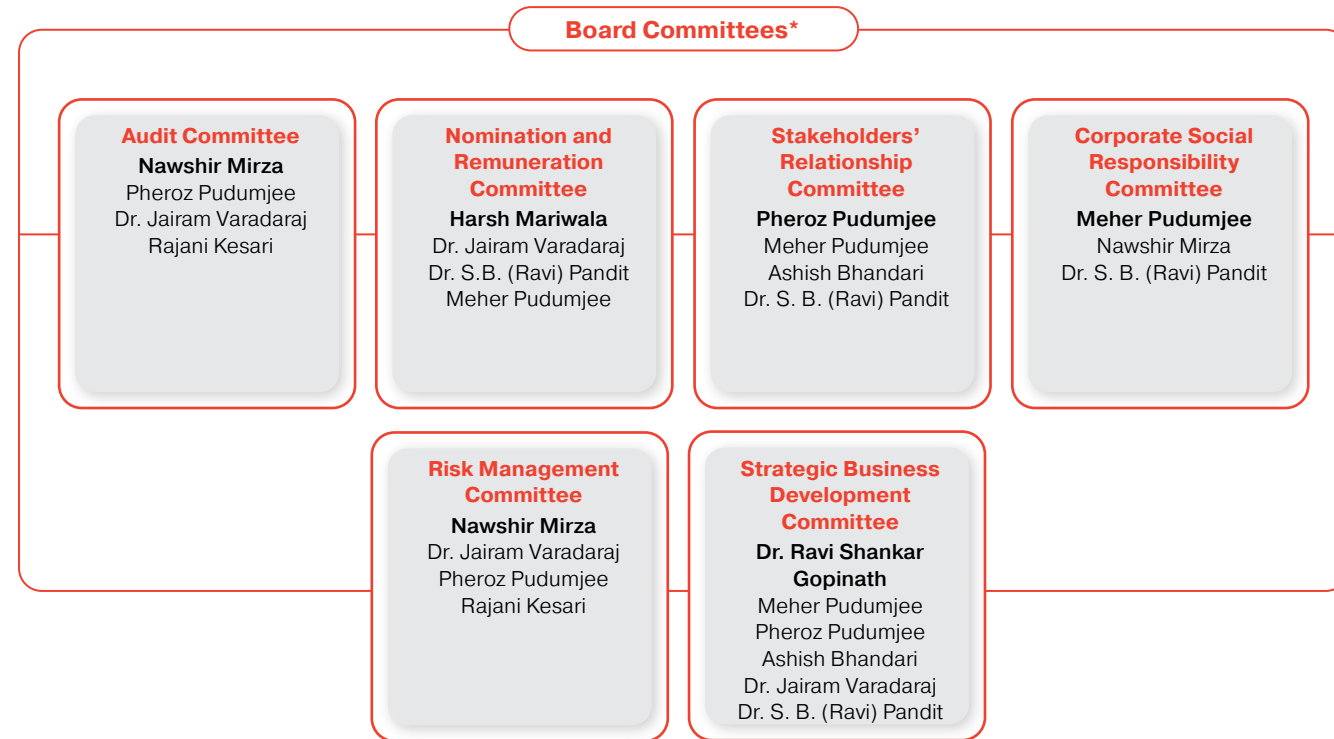 Board Committees*
Audit Committee
Nawshir Mirza
Pheroz Pudumjee
Dr. Jairam Varadaraj
Rajani Kesari
Nomination and
Remuneration
Committee
Harsh Mariwala
Dr. Jairam Varadaraj
Dr. S.B. (Ravi) Pandit
Meher Pudumjee
Stakeholders’
Relationship
Committee
Pheroz Pudumjee
Meher Pudumjee
Ashish Bhandari
Dr. S. B. (Ravi) Pandit
Corporate Social
Responsibility
Committee
Meher Pudumjee
Nawshir Mirza
Dr. S. B. (Ravi) Pandit
Risk Management
Committee
Nawshir Mirza
Dr. Jairam Varadaraj
Pheroz Pudumjee
Rajani Kesari
Strategic Business
Development
Committee
Dr. Ravi Shankar
Gopinath
Meher Pudumjee
Pheroz Pudumjee
Ashish Bhandari
Dr. Jairam Varadaraj
Dr. S. B. (Ravi) Pandit